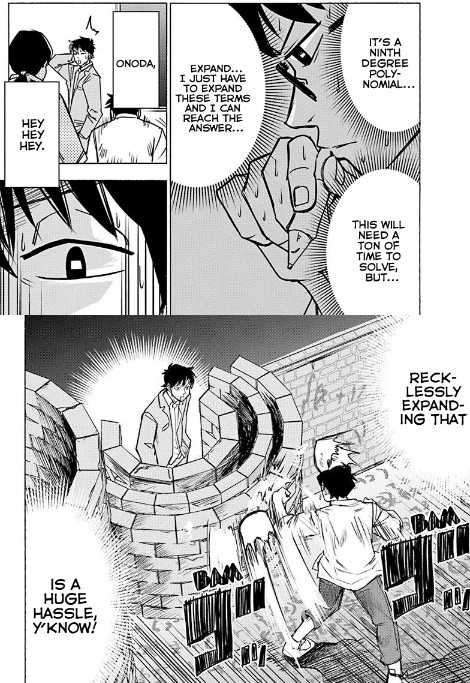 IT'S A
NINTH
DEGREE
POLY-
NOMIAL...
EXPAND...
I JUST HAVE
TO EXPAND
THESE TERMS
AND I CAN
REACH THE
ANSWER...
THIS WILL
NEED A
TON OF
TIME TO
SOLVE,
BUT...
ONODA,
HEY
HEY
HEY.
RECK-
LESSLY
EXPAND-
ING THAT
BAM
BAM
IS A
HUGE
HASSLE,
Y'KNOW!